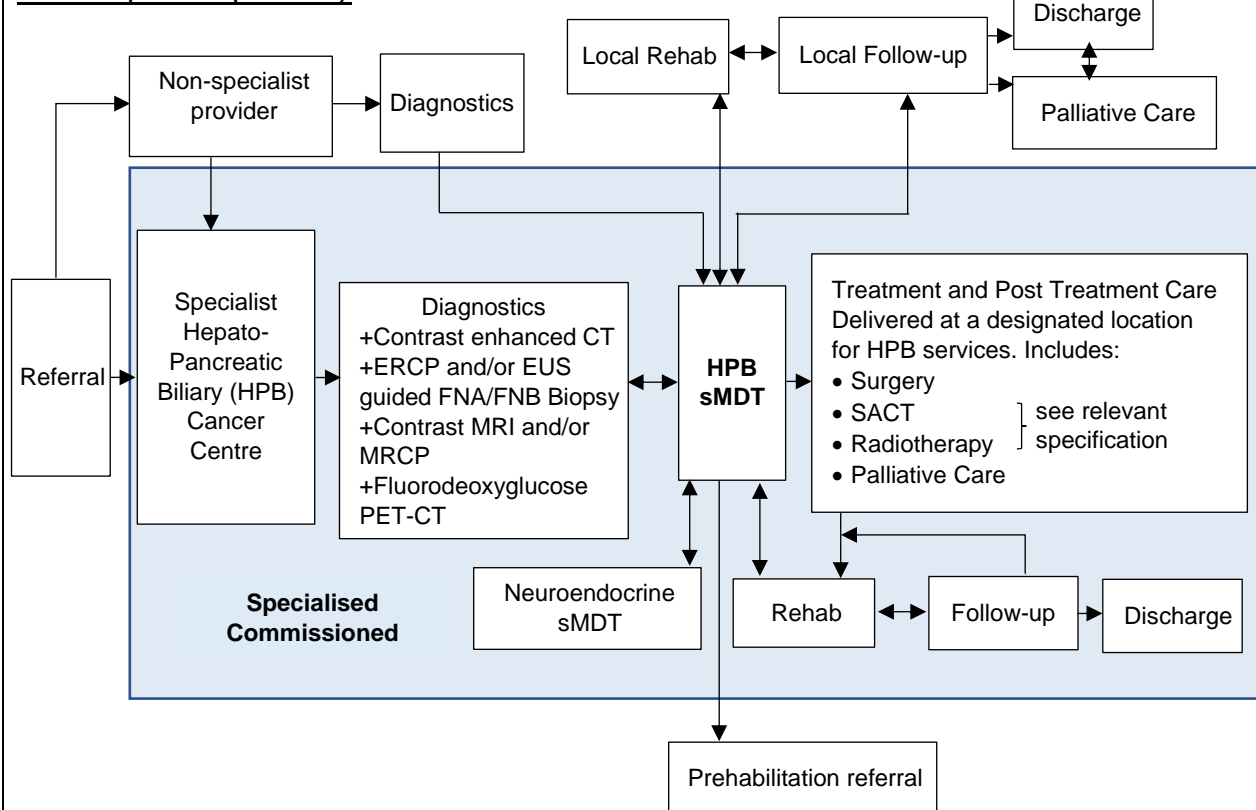 Discharge
Local Rehab
Local Follow-up
Palliative Care
Non-specialist
provider
Diagnostics
Referral
Specialist
Hepato-
Pancreatic
Biliary (HPB)
Cancer
Centre
Diagnostics
+Contrast enhanced CT
+ERCP and/or EUS
guided FNA/FNB Biopsy
+Contrast MRI and/or
MRCP
+Fluorodeoxyglucose
PET-CT
HPB
sMDT
Treatment and Post Treatment Care
Delivered at a designated location
for HPB services. Includes:
• Surgery
• SACT
• Radiotherapy
• Palliative Care
see relevant
specification
Neuroendocrine
sMDT
Rehab
Follow-up
Discharge
Specialised
Commissioned
Prehabilitation referral